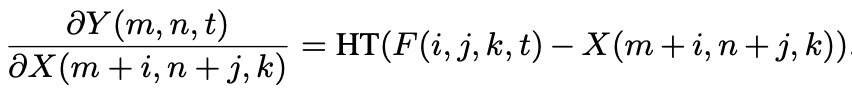 ∂Y(m, n, t) / ∂X(m + i, n + j, k) = HT(F(i, j, k, t) − X(m + i, n + j, k)).